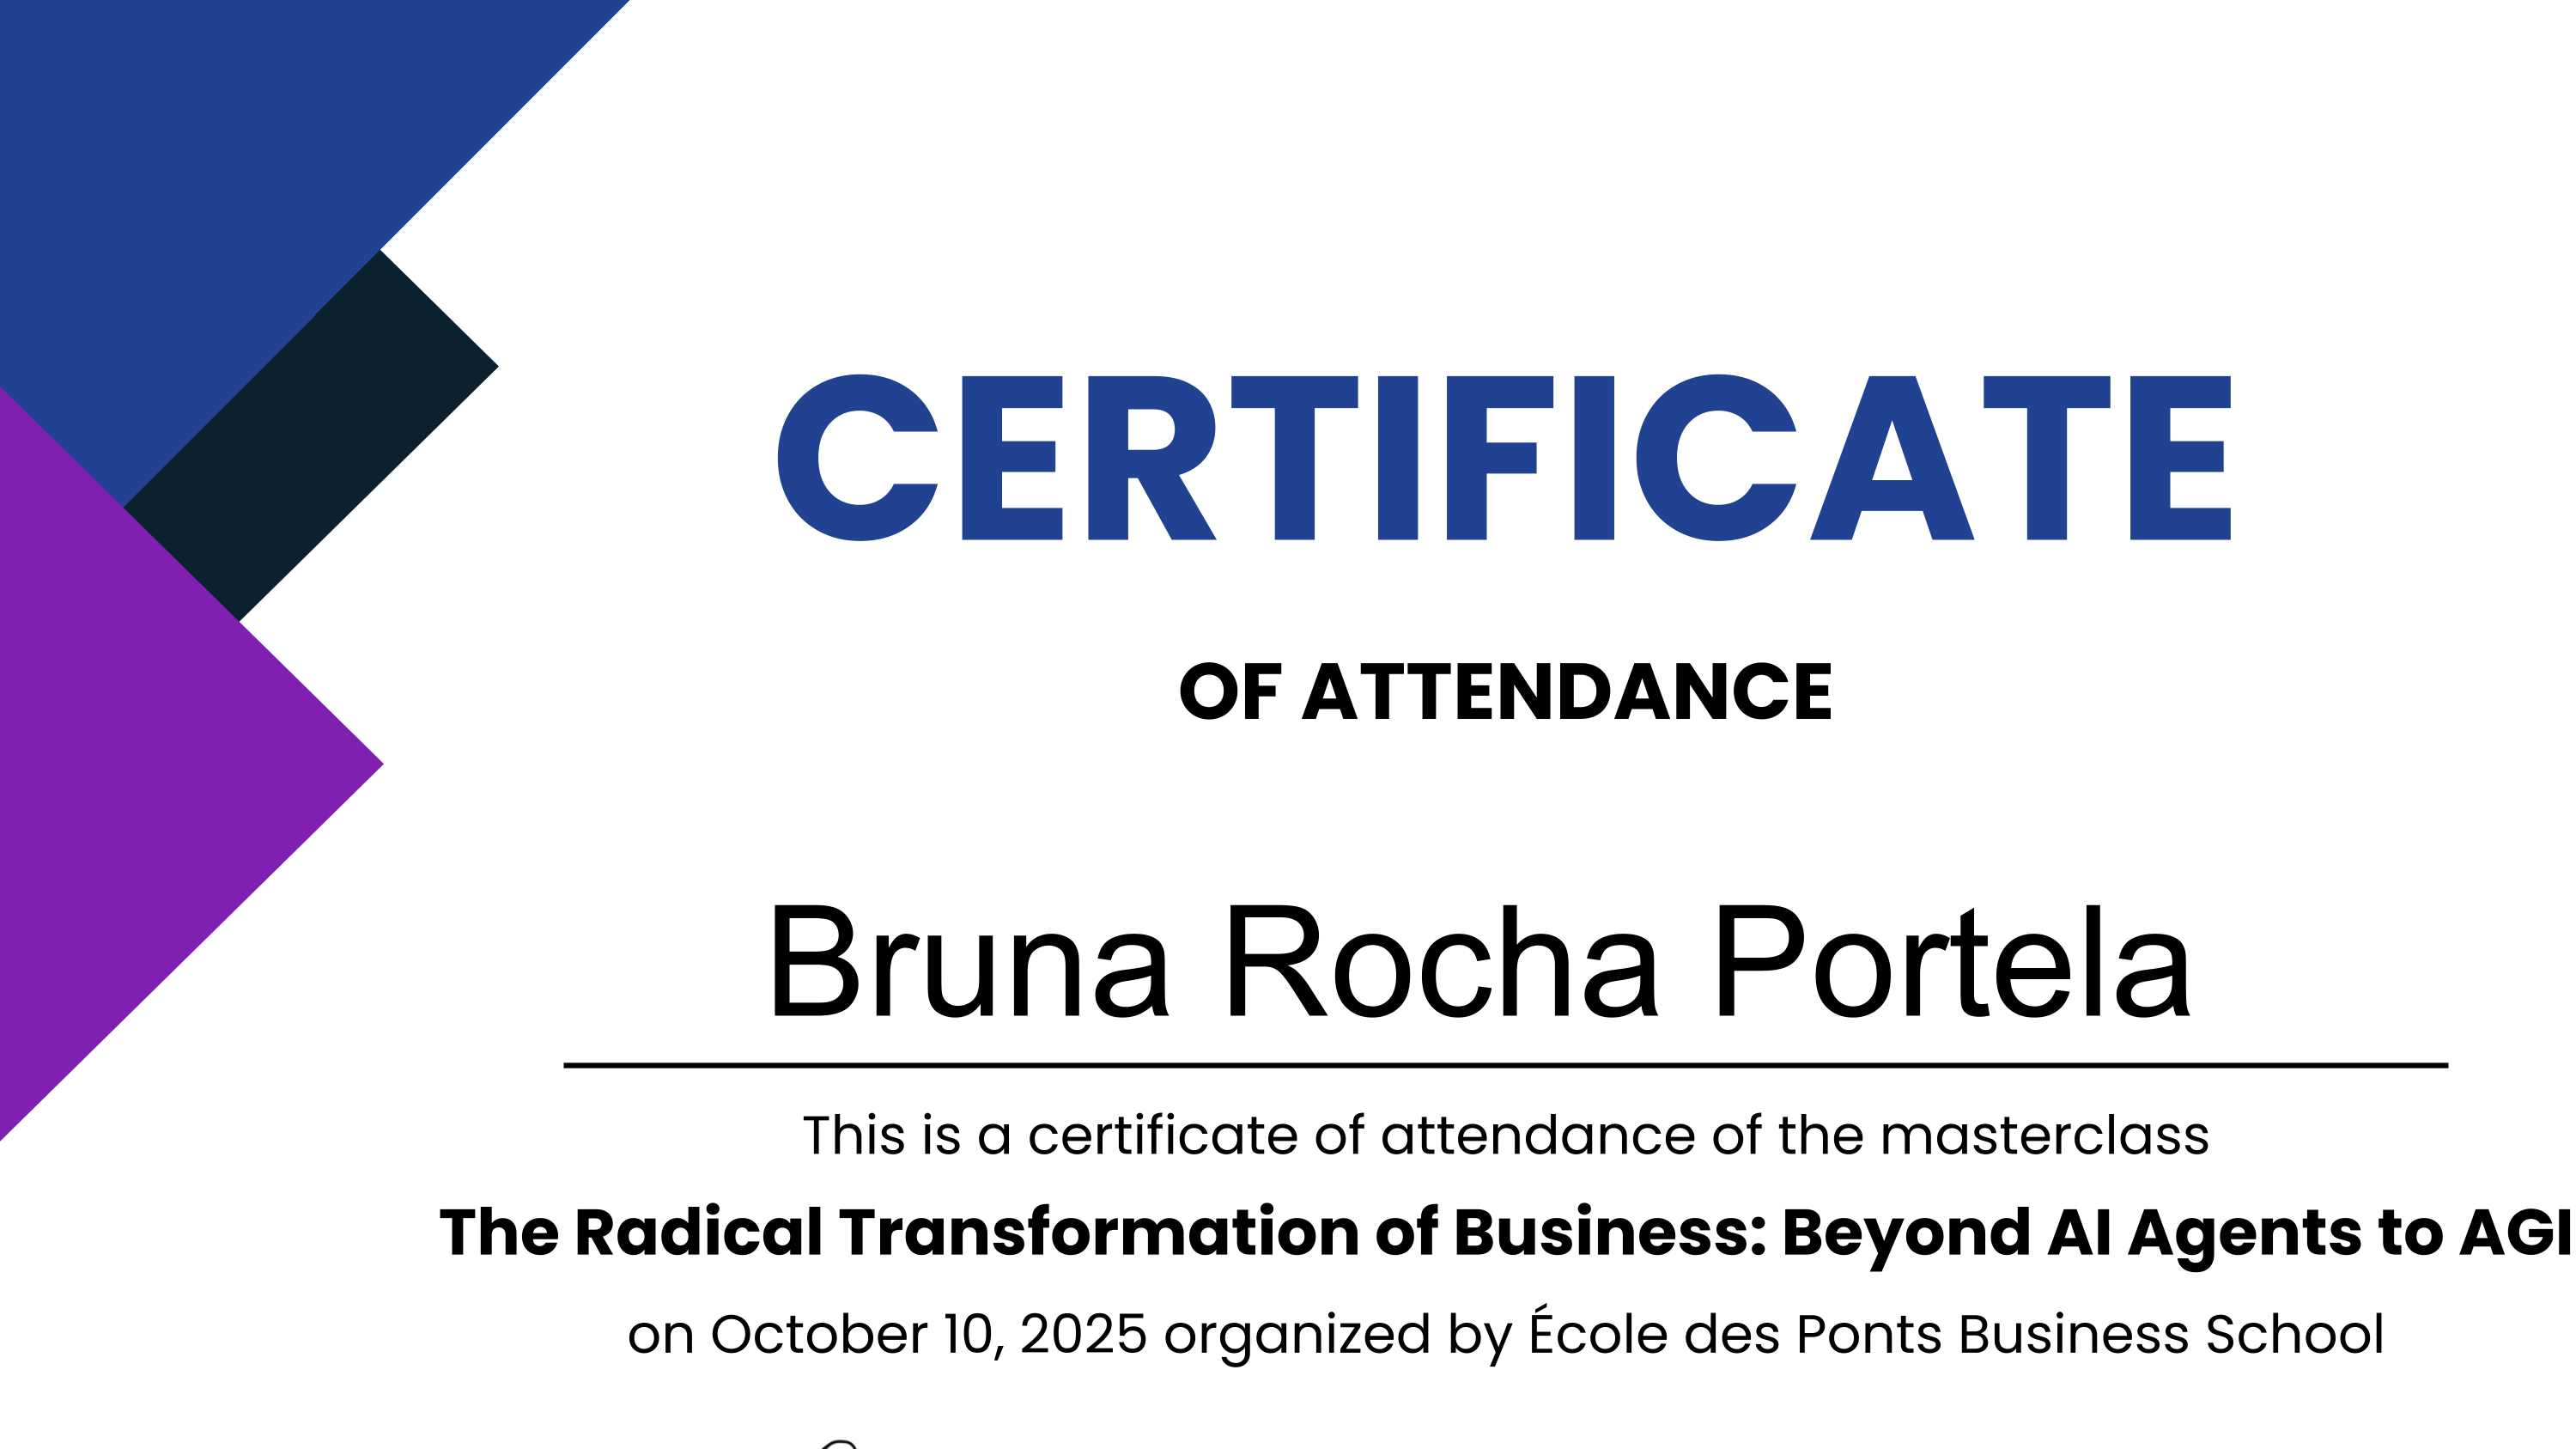 CERTIFICATE
OF ATTENDANCE
Bruna Rocha Portela
This is a certificate of attendance of the masterclass
The Radical Transformation of Business: Beyond AI Agents to AGI
on October 10, 2025 organized by École des Ponts Business School